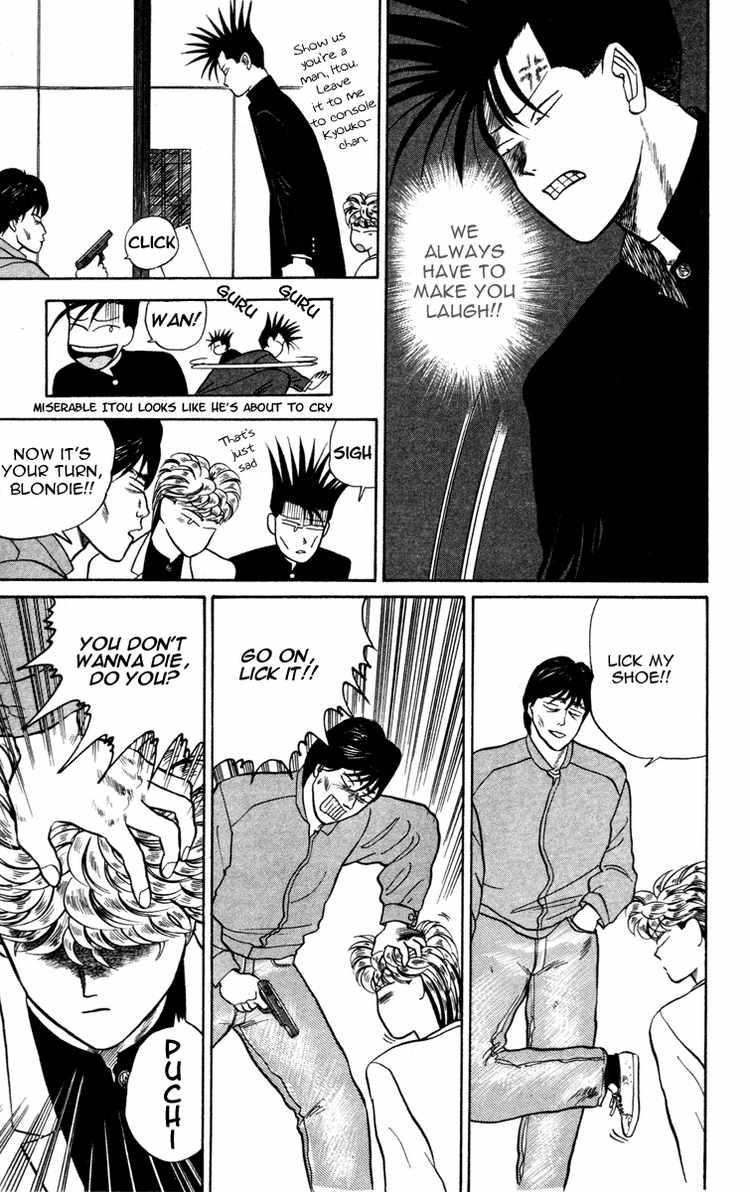 WE
ALWAYS
HAVE TO
MAKE YOU
LAUGH!!
Show us
you're a
man, Itou.
Leave
it to me
to console
Kyouko-
chan.
CLICK
GURU
GURU
WAN!
MISERABLE ITOU LOOKS LIKE HE'S ABOUT TO CRY
SIGH
That's
just
sad
NOW IT'S
YOUR TURN,
BLONDIE!!
LICK MY
SHOE!!
GO ON,
LICK IT!!
YOU DON'T
WANNA DIE,
DO YOU?
PUCHI